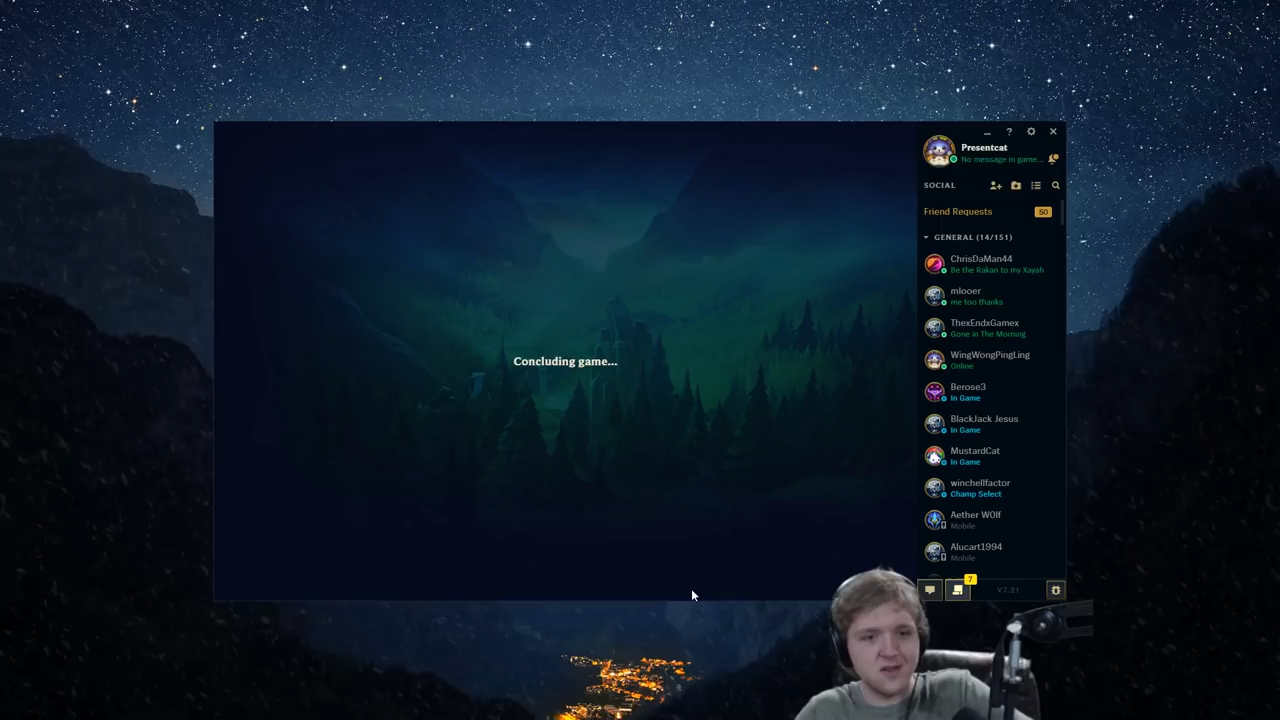 Presentcat
No message in game...
SOCIAL
Friend Requests
50
GENERAL (14/151)
ChrisDaMan44
Be the Rakan to my Xayah
mlooer
me too thanks
ThexEndxGamex
Gone in The Morning
WingWongPingLing
Online
Concluding game...
Berose3
In Game
BlackJack Jesus
In Game
MustardCat
In Game
winchellfactor
Champ Select
Aether W0lf
Mobile
Alucart1994
Mobile
7
V7.21